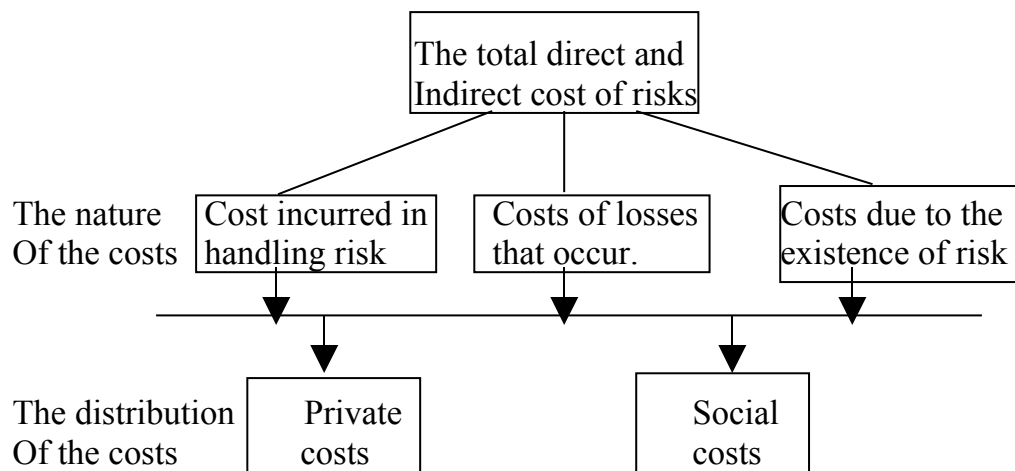 The total direct and
Indirect cost of risks
The nature
Of the costs
Cost incurred in
handling risk
Costs of losses
that occur.
Costs due to the
existence of risk
The distribution
Of the costs
Private
costs
Social
costs